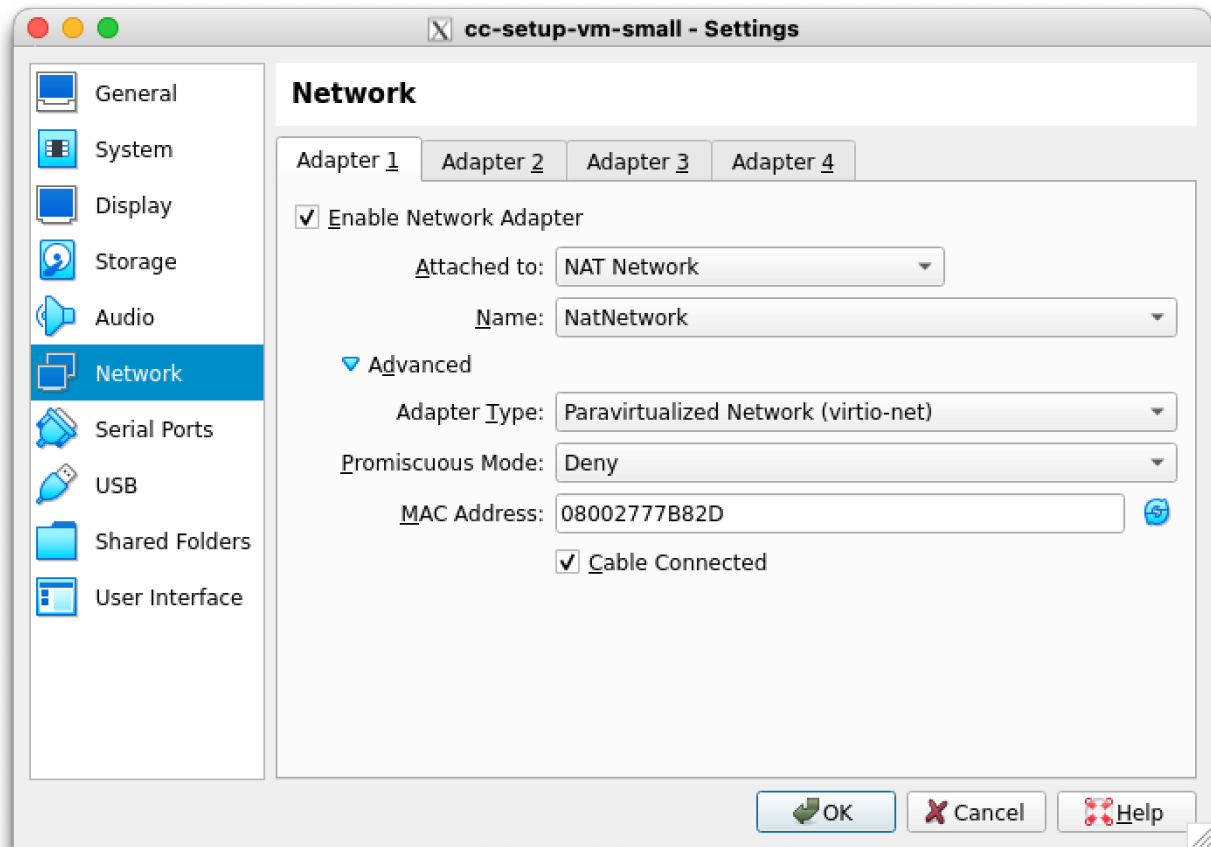 cc-setup-vm-small - Settings
General
System
Display
Storage
Audio
Network
Serial Ports
USB
Shared Folders
User Interface
Network
Adapter 1
Adapter 2
Adapter 3
Adapter 4
Enable Network Adapter
Attached to: NAT Network
Name: NatNetwork
Advanced
Adapter Type: Paravirtualized Network (virtio-net)
Promiscuous Mode: Deny
MAC Address: 08002777B82D
Cable Connected
OK
Cancel
Help